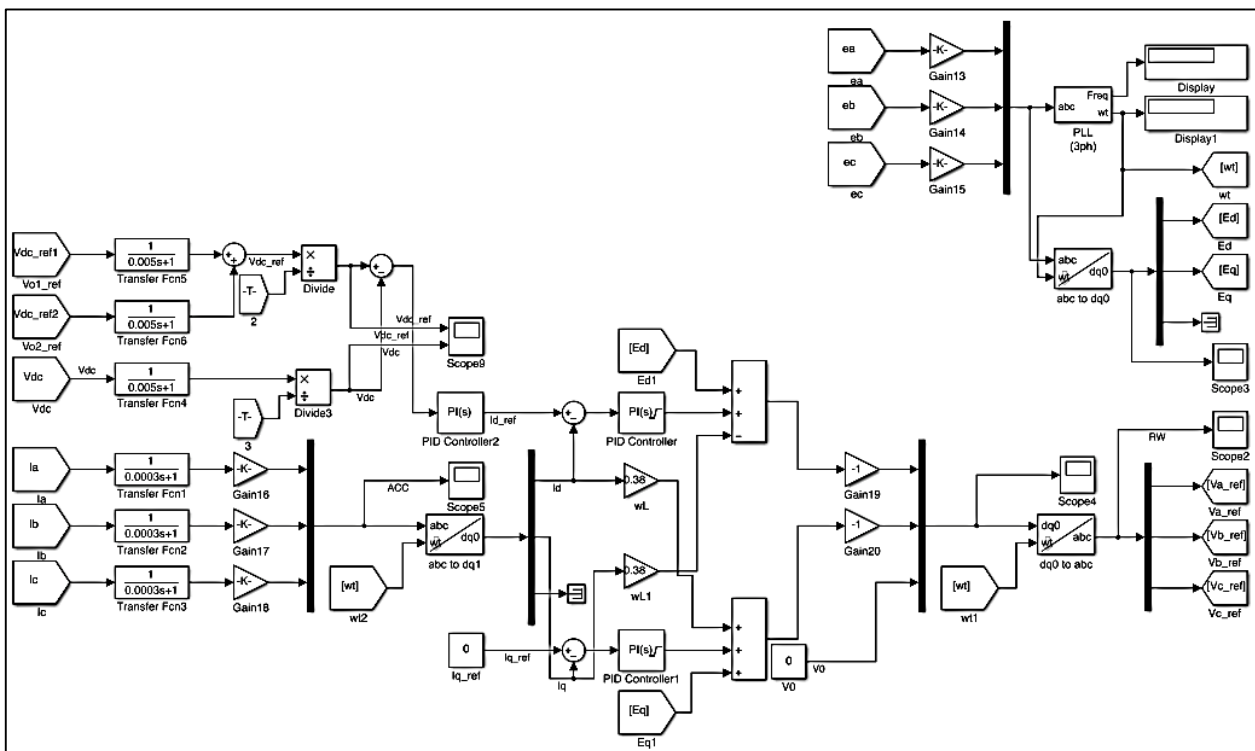 ea
-K-
ea
Gain13
eb
-K-
eb
Gain14
ec
-K-
ec
Gain15
abc
Freq
wt
PLL
(3ph)
Display
Display1
[wt]
wt
[Ed]
Ed
[Eq]
Eq
abc
wt
dq0
abc to dq0
Scope3
Vdc_ref1
Vo1_ref
1
0.005s+1
Transfer Fcn5
Vdc_ref
-T-
2
×
÷
Divide
Vdc_ref2
Vo2_ref
1
0.005s+1
Transfer Fcn6
Vdc_ref
Vdc_ref
Vdc
Scope9
Vdc
Vdc
Vdc
1
0.005s+1
Transfer Fcn4
-T-
3
×
÷
Divide3
Vdc
PI(s)
PID Controller2
Id_ref
PI(s)
PID Controller
[Ed]
Ed1
+
+
−
Ia
Ia
1
0.0003s+1
Transfer Fcn1
-K-
Gain16
Ib
Ib
1
0.0003s+1
Transfer Fcn2
-K-
Gain17
Ic
Ic
1
0.0003s+1
Transfer Fcn3
-K-
Gain18
ACC
Scope5
abc
wt
dq0
abc to dq1
[wt]
wt2
Id
0.38
wL
0.38
wL1
0
Iq_ref
Iq_ref
Iq
PI(s)
PID Controller1
[Eq]
Eq1
+
+
+
0
V0
V0
-1
Gain19
-1
Gain20
Scope4
dq0
wt
abc
dq0 to abc
[wt]
wt1
RW
Scope2
[Va_ref]
Va_ref
[Vb_ref]
Vb_ref
[Vc_ref]
Vc_ref